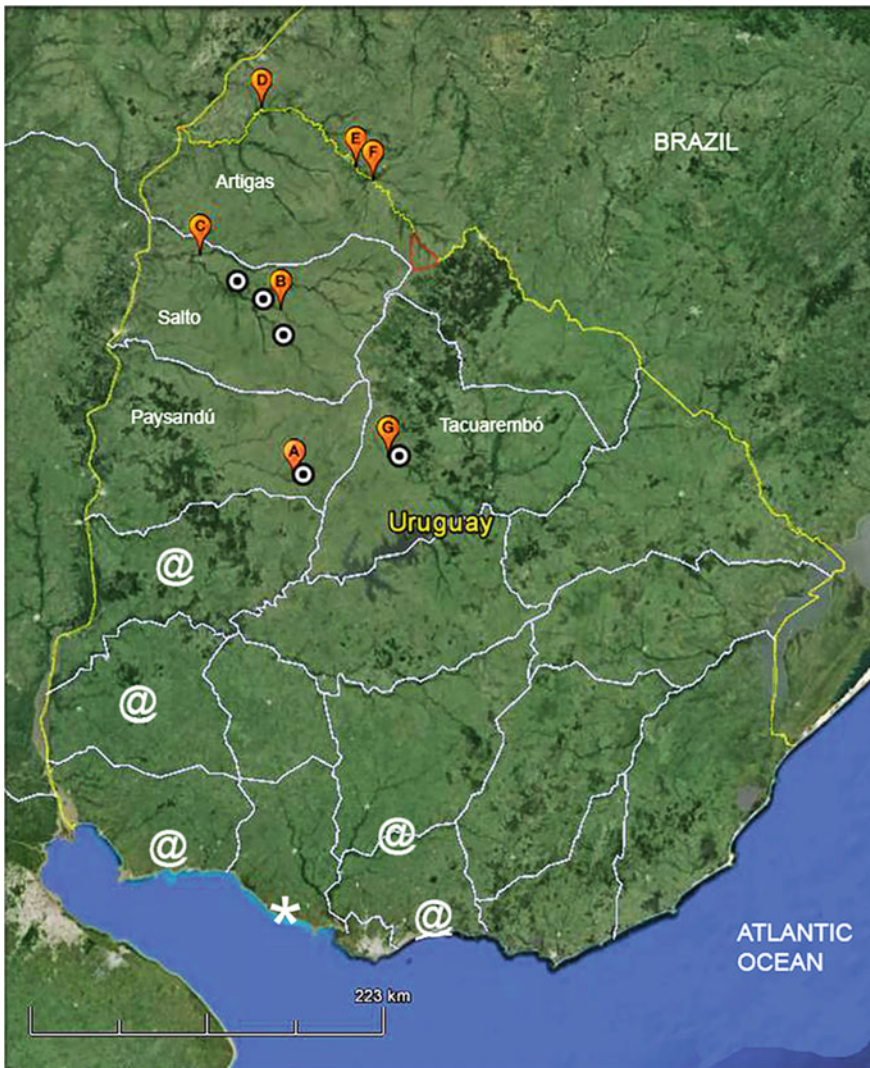 D
E
F
BRAZIL
Artigas
C
B
Salto
Paysandú
G
Tacuarembó
A
Uruguay
@
@
@
@
@
*
ATLANTIC
OCEAN
223 km